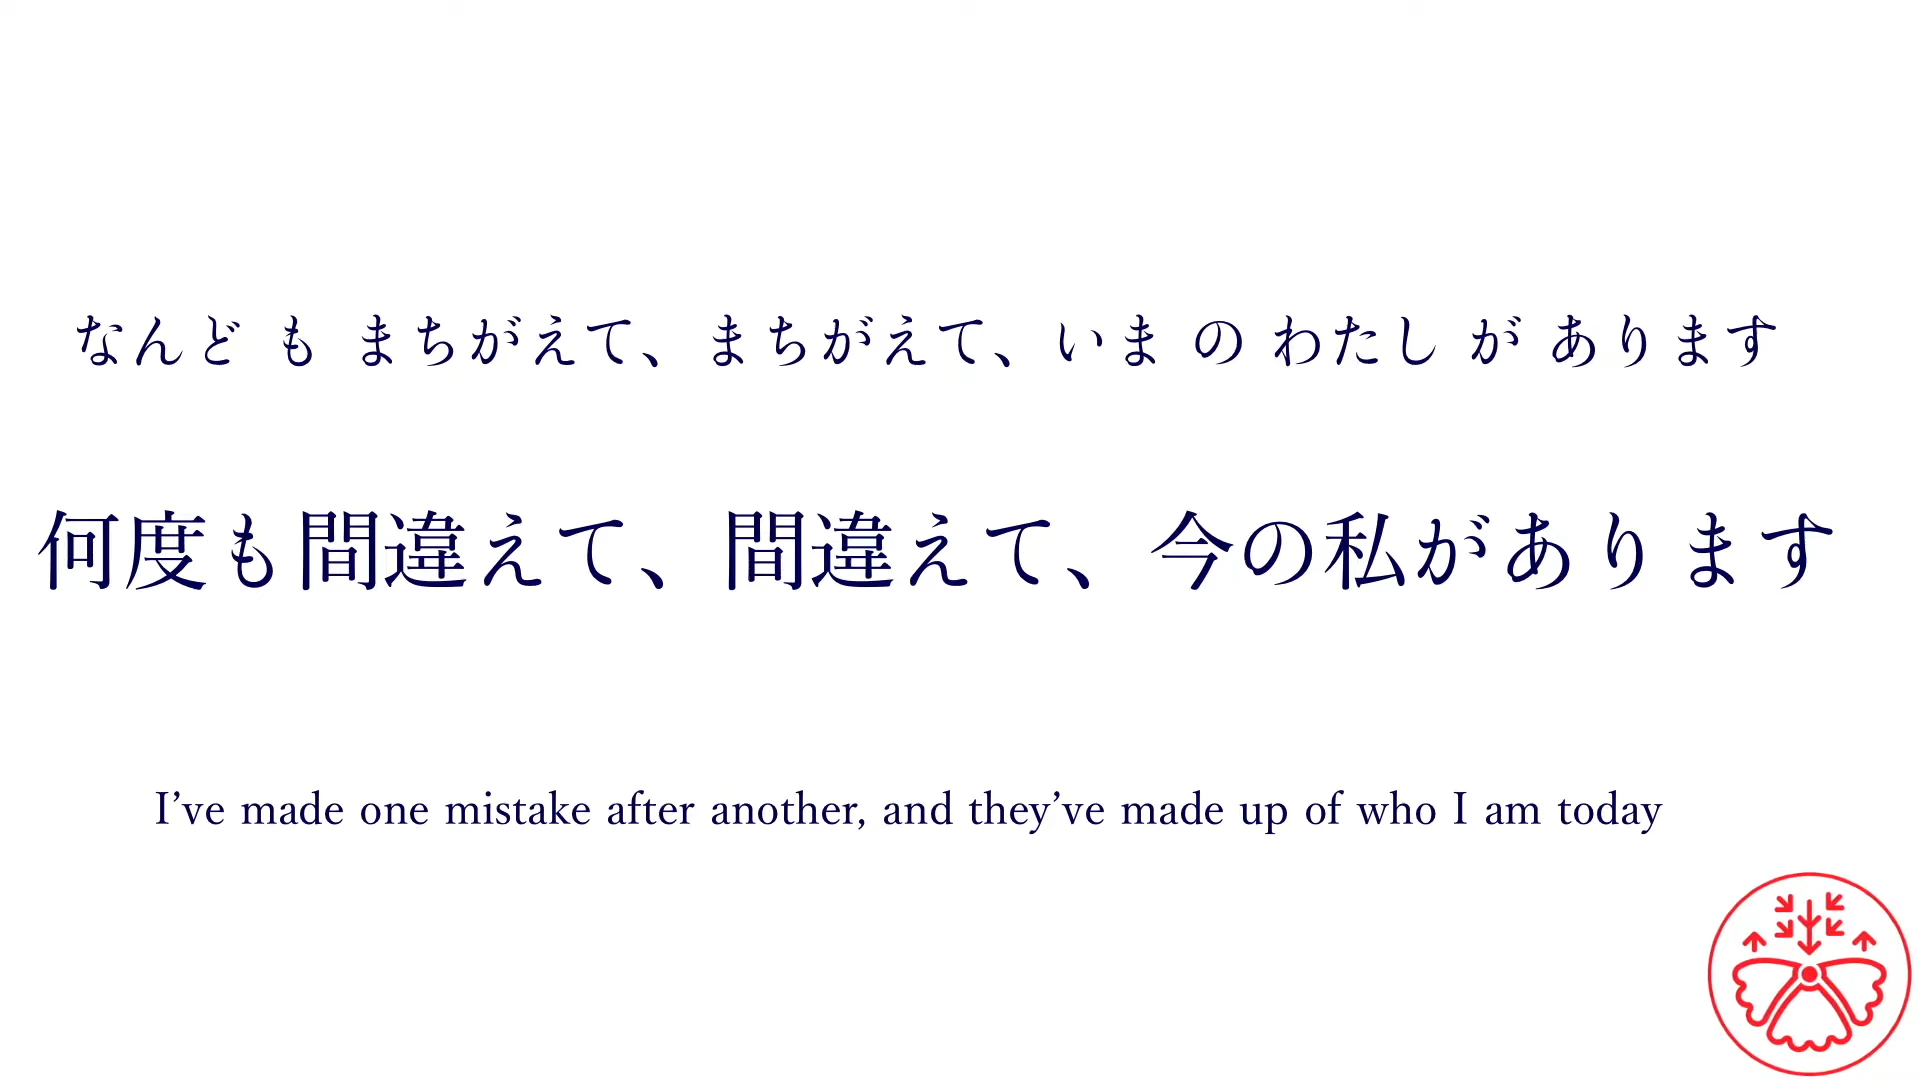 なんど も まちがえて、まちがえて、いま の わたし が あります
何度も間違えて、間違えて、今の私があります
I’ve made one mistake after another, and they’ve made up of who I am today